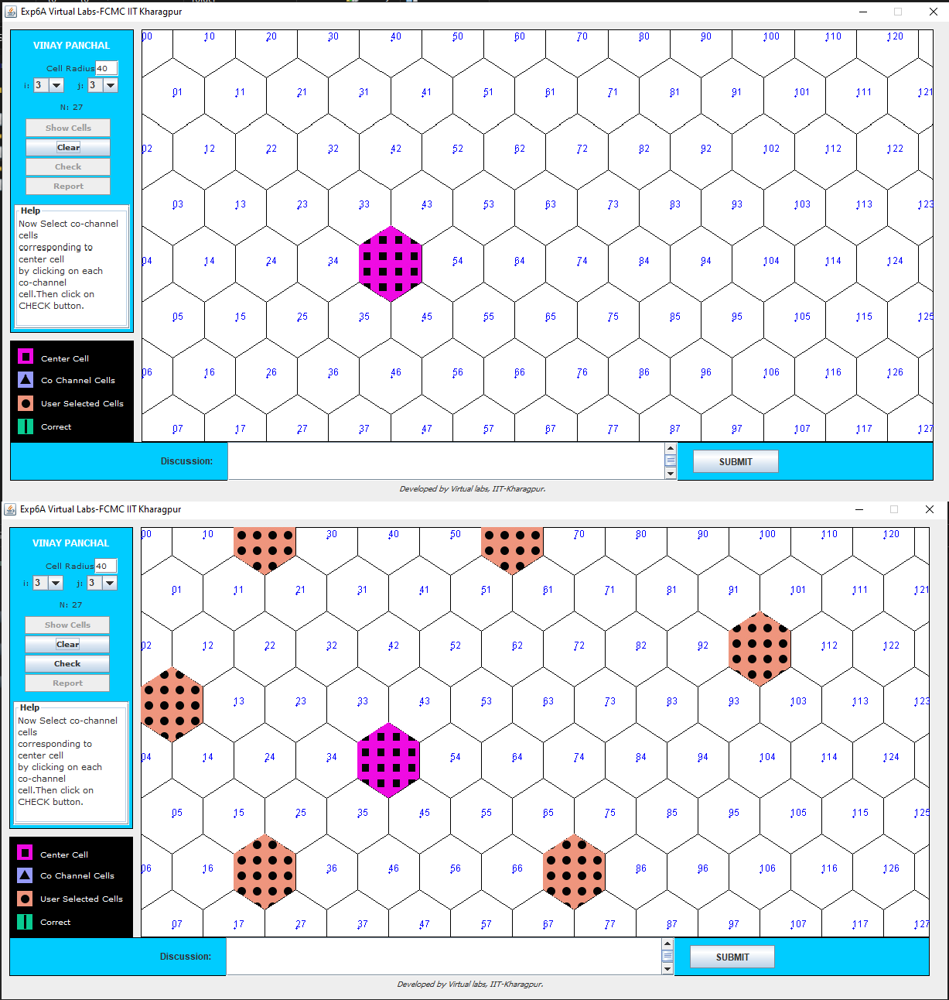 Exp6A Virtual Labs-FCMC IIT Kharagpur
VINAY PANCHAL
Cell Radius 40
i: 3 j: 3
N: 27
Show Cells
Clear
Check
Report
Help
Now Select co-channel
cells
corresponding to
center cell
by clicking on each
co-channel
cell.Then click on
CHECK button.
Center Cell
Co Channel Cells
User Selected Cells
Correct
00 10 20 30 40 50 60 70 80 90 100 110 120
01 11 21 31 41 51 61 71 81 91 101 111 121
02 12 22 32 42 52 62 72 82 92 102 112 122
03 13 23 33 43 53 63 73 83 93 103 113 123
04 14 24 34 54 64 74 84 94 104 114 124
05 15 25 35 45 55 65 75 85 95 105 115 125
06 16 26 36 46 56 66 76 86 96 106 116 126
07 17 27 37 47 57 67 77 87 97 107 117 127
Discussion:
SUBMIT
Developed by Virtual labs, IIT-Kharagpur.
Exp6A Virtual Labs-FCMC IIT Kharagpur
VINAY PANCHAL
Cell Radius 40
i: 3 j: 3
N: 27
Show Cells
Clear
Check
Report
Help
Now Select co-channel
cells
corresponding to
center cell
by clicking on each
co-channel
cell.Then click on
CHECK button.
Center Cell
Co Channel Cells
User Selected Cells
Correct
00 10 30 40 50 70 80 90 100 110 120
01 11 21 31 41 51 61 71 81 91 101 111 121
02 12 22 32 42 52 62 72 82 92 112 122
13 23 33 43 53 63 73 83 93 103 113 123
04 14 24 34 54 64 74 84 94 104 114 124
05 15 25 35 45 55 65 75 85 95 105 115 125
06 16 36 46 56 66 86 96 106 116 126
07 17 27 37 47 57 67 77 87 97 107 117 127
Discussion:
SUBMIT
Developed by Virtual labs, IIT-Kharagpur.